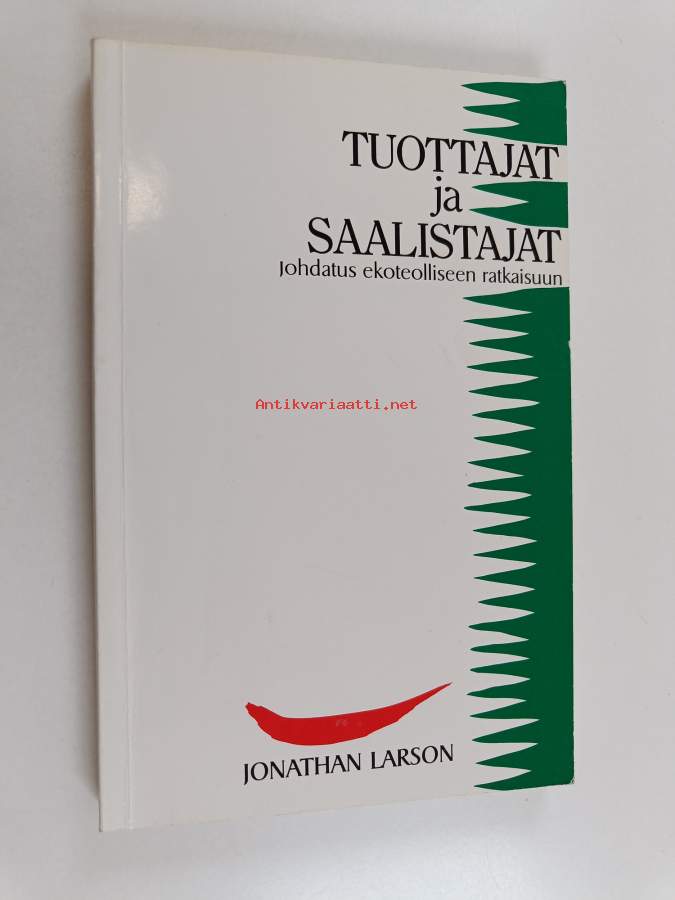 TUOTTAJAT
ja
SAALISTAJAT
Johdatus ekoteolliseen ratkaisuun
Antikvariaatti.net
JONATHAN LARSON